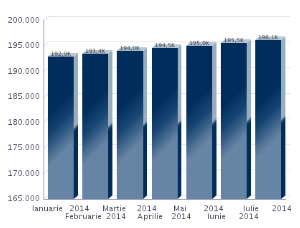 200.000
195.000
190.000
185.000
180.000
175.000
170.000
165.000
192,0K
193,4K
194,0K
194,5K
195,0K
195,5K
196,1K
Ianuarie 2014 Martie 2014 Mai 2014 Iulie 2014
Februarie 2014 Aprilie 2014 Iunie 2014